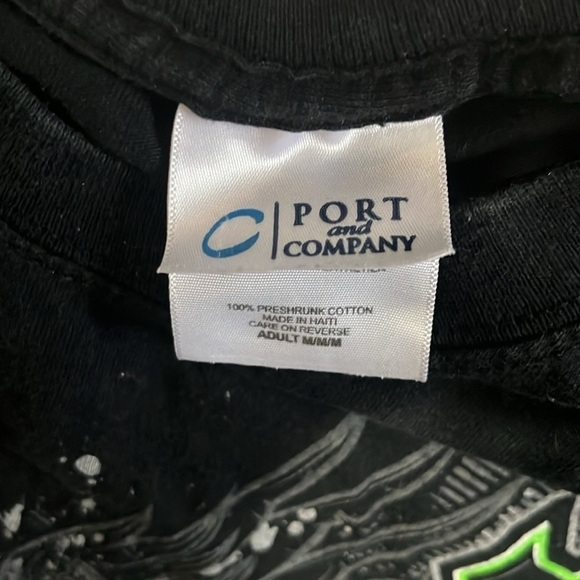 PORT
and
COMPANY
100% PRESHRUNK COTTON
MADE IN HAITI
CARE ON REVERSE
ADULT M/M/M